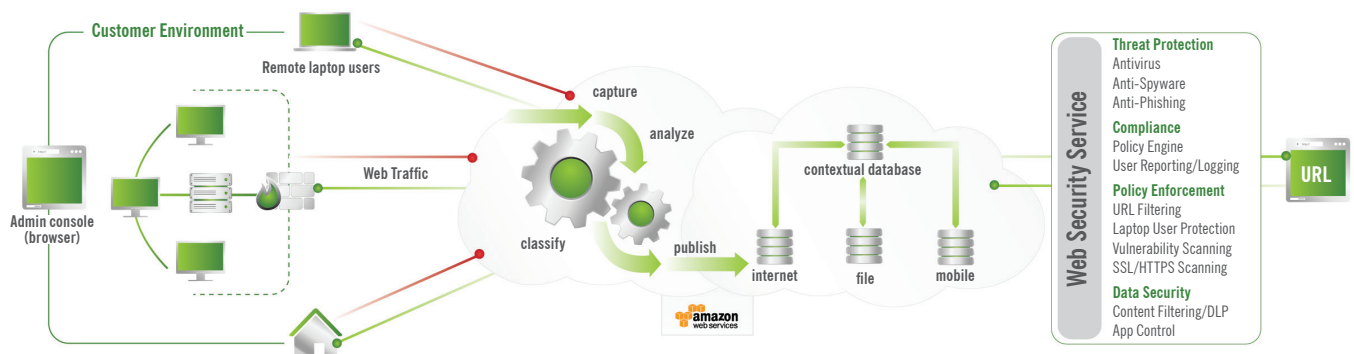 Customer Environment
Remote laptop users
Admin console
(browser)
Web Traffic
capture
analyze
classify
publish
contextual database
internet
file
mobile
amazon
web services
Web Security Service
Threat Protection
Antivirus
Anti-Spyware
Anti-Phishing
Compliance
Policy Engine
User Reporting/Logging
Policy Enforcement
URL Filtering
Laptop User Protection
Vulnerability Scanning
SSL/HTTPS Scanning
Data Security
Content Filtering/DLP
App Control
URL